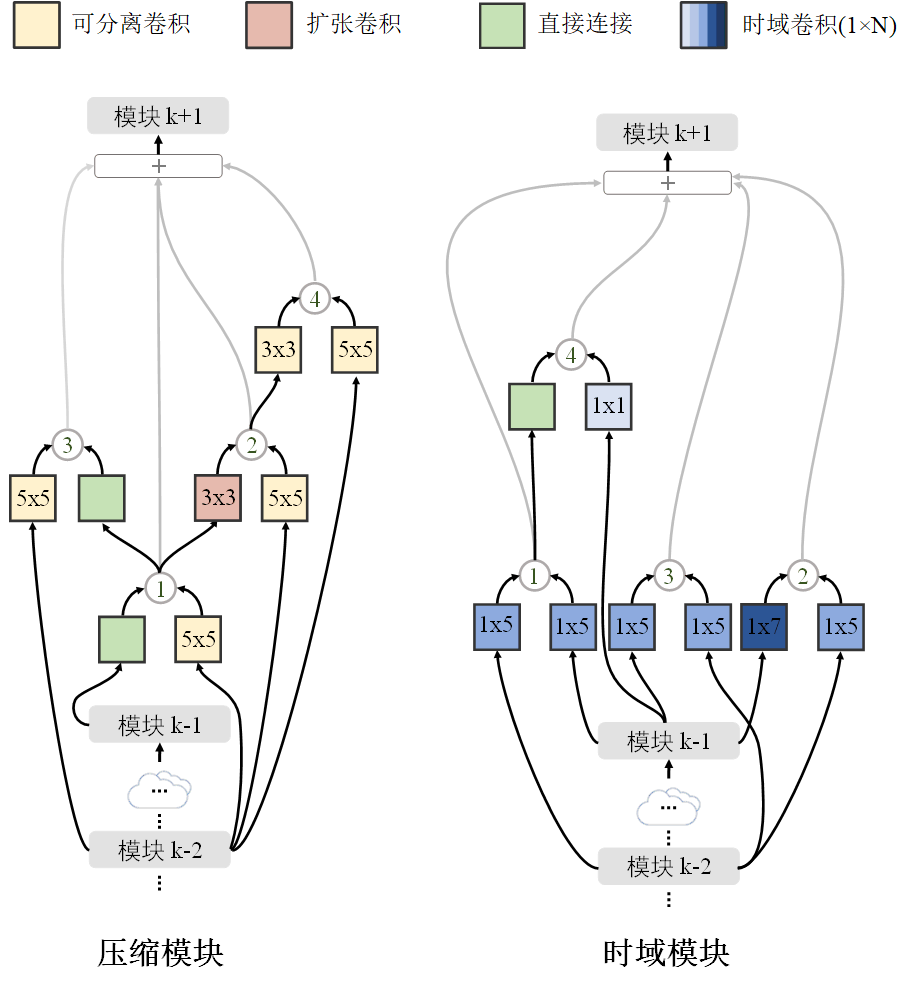 可分离卷积 扩张卷积 直接连接 时域卷积(1×N)
模块 k+1
+
4
3x3 5x5
3 2
5x5 3x3 5x5
1
5x5
模块 k-1
...
模块 k-2
压缩模块
模块 k+1
+
4
1x1
1 3 2
1x5 1x5 1x5 1x5 1x7 1x5
模块 k-1
...
模块 k-2
时域模块